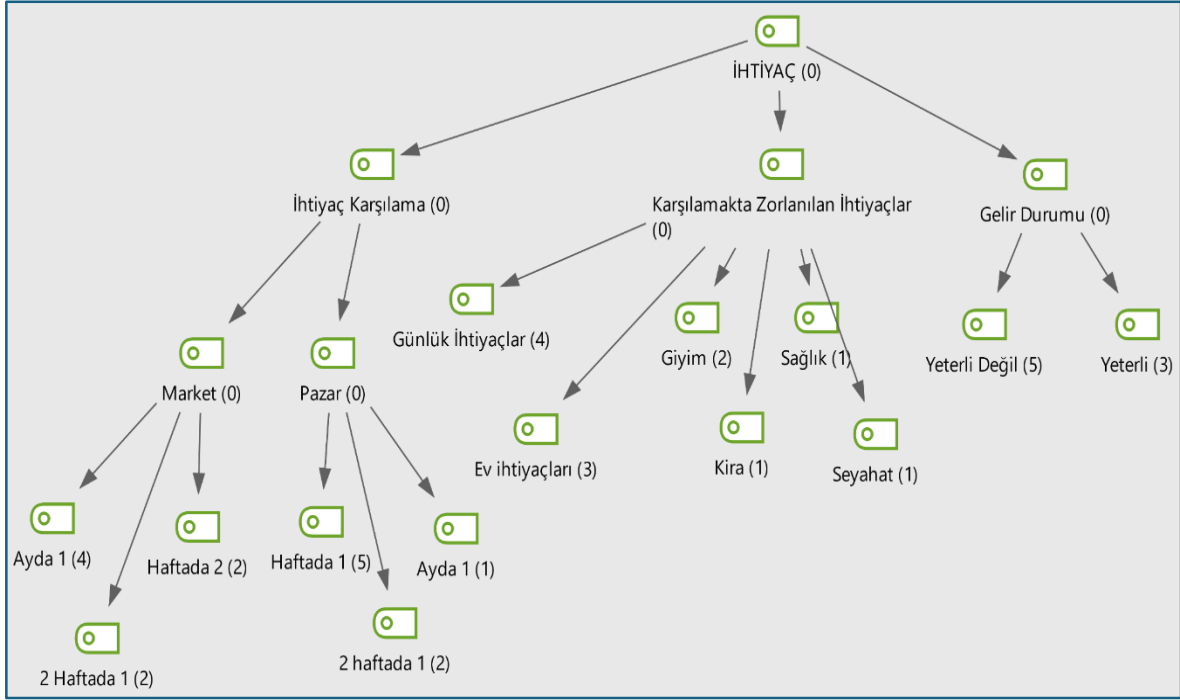 İHTİYAÇ (0)
İhtiyaç Karşılama (0)
Karşılamakta Zorlanılan İhtiyaçlar
(0)
Gelir Durumu (0)
Günlük İhtiyaçlar (4)
Giyim (2)
Sağlık (1)
Yeterli Değil (5)
Yeterli (3)
Market (0)
Pazar (0)
Ev ihtiyaçları (3)
Kira (1)
Seyahat (1)
Ayda 1 (4)
Haftada 2 (2)
Haftada 1 (5)
Ayda 1 (1)
2 Haftada 1 (2)
2 haftada 1 (2)